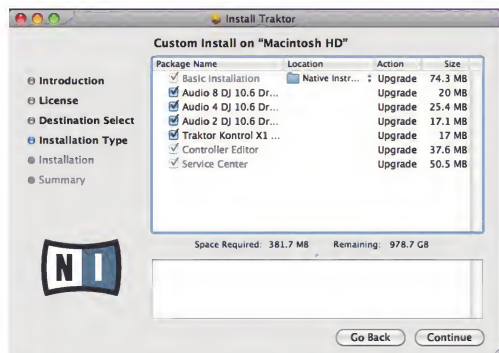 Install Traktor
Custom Install on "Macintosh HD"
Introduction
License
Destination Select
Installation Type
Installation
Summary
Package Name Location Action Size
Basic Installation Native Instr... Upgrade 74.3 MB
Audio 8 DJ 10.6 Dr... Upgrade 20 MB
Audio 4 DJ 10.6 Dr... Upgrade 25.4 MB
Audio 2 DJ 10.6 Dr... Upgrade 17.1 MB
Traktor Kontrol X1 ... Upgrade 17 MB
Controller Editor Upgrade 37.6 MB
Service Center Upgrade 50.5 MB
Space Required: 381.7 MB Remaining: 978.7 GB
NI
Go Back Continue